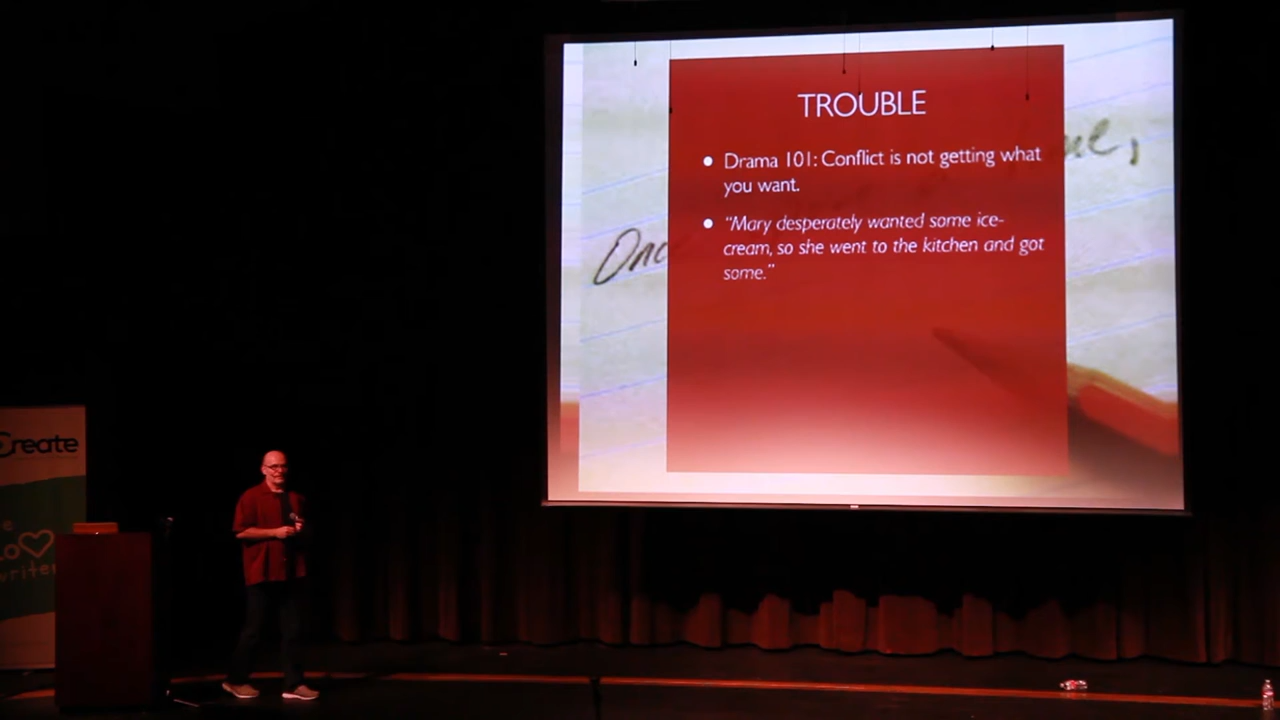 TROUBLE
Drama 101: Conflict is not getting what
you want.
“Mary desperately wanted some ice-
cream, so she went to the kitchen and got
some.”
Create